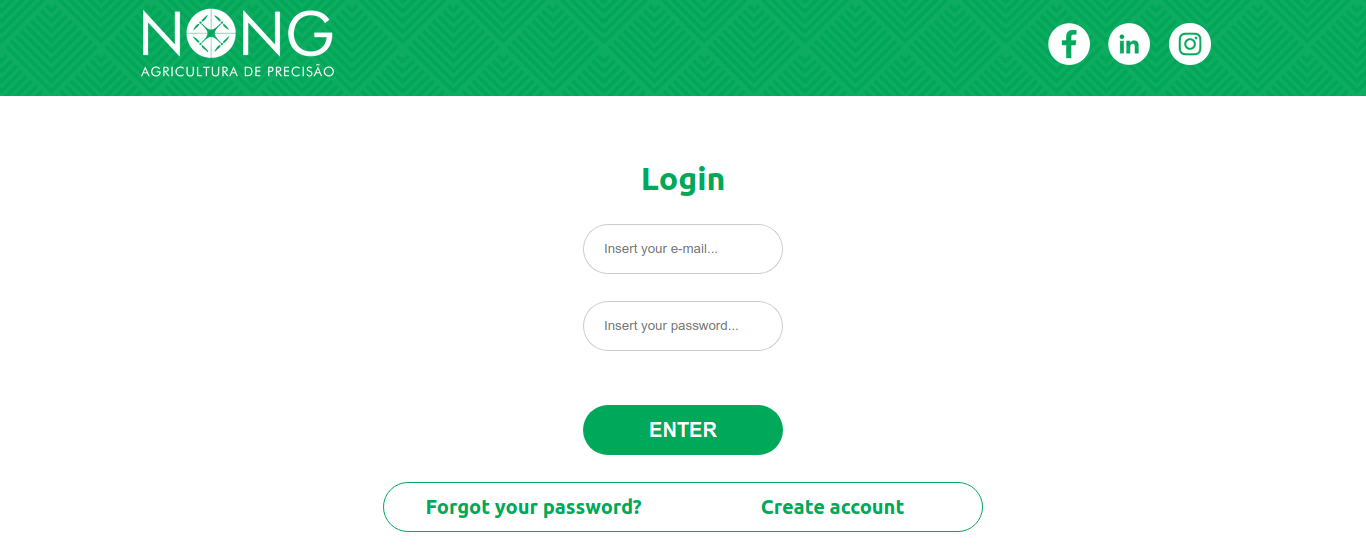 NONG
AGRICULTURA DE PRECISÃO
Login
Insert your e-mail...
Insert your password...
ENTER
Forgot your password? Create account